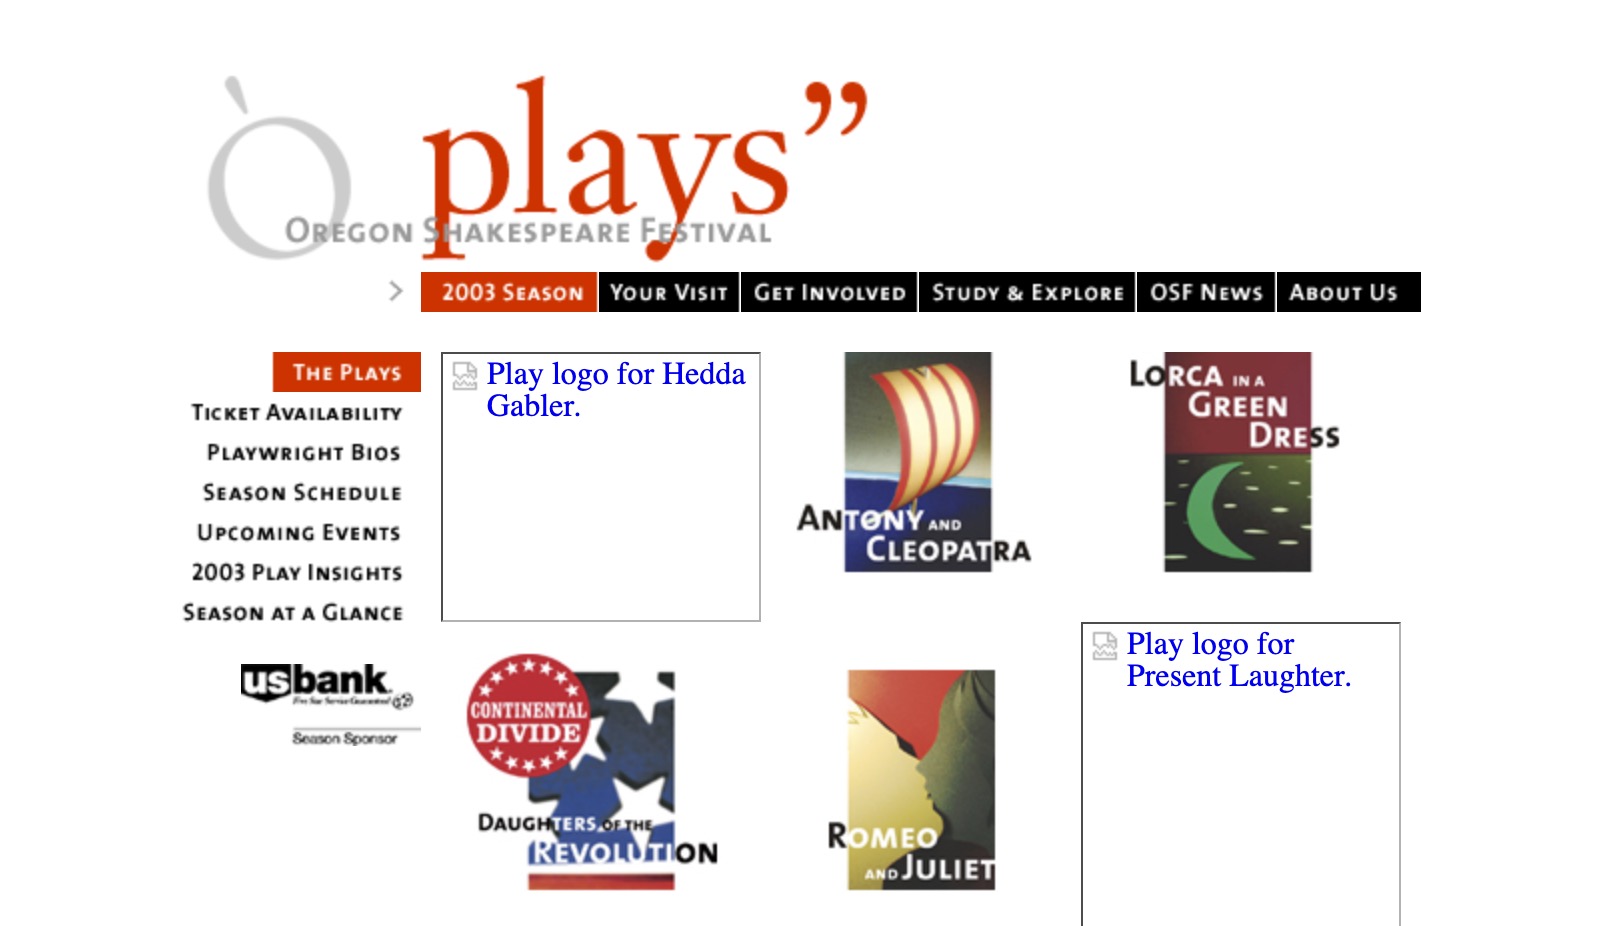 plays”
OREGON SHAKESPEARE FESTIVAL
2003 SEASON
YOUR VISIT
GET INVOLVED
STUDY & EXPLORE
OSF NEWS
ABOUT US
THE PLAYS
TICKET AVAILABILITY
PLAYWRIGHT BIOS
SEASON SCHEDULE
UPCOMING EVENTS
2003 PLAY INSIGHTS
SEASON AT A GLANCE
usbank.
Five Star Service Guaranteed
Season Sponsor
Play logo for Hedda
Gabler.
ANTONY AND
CLEOPATRA
LORCA IN A
GREEN
DRESS
CONTINENTAL
DIVIDE
DAUGHTERS OF THE
REVOLUTION
ROMEO
AND JULIET
Play logo for
Present Laughter.